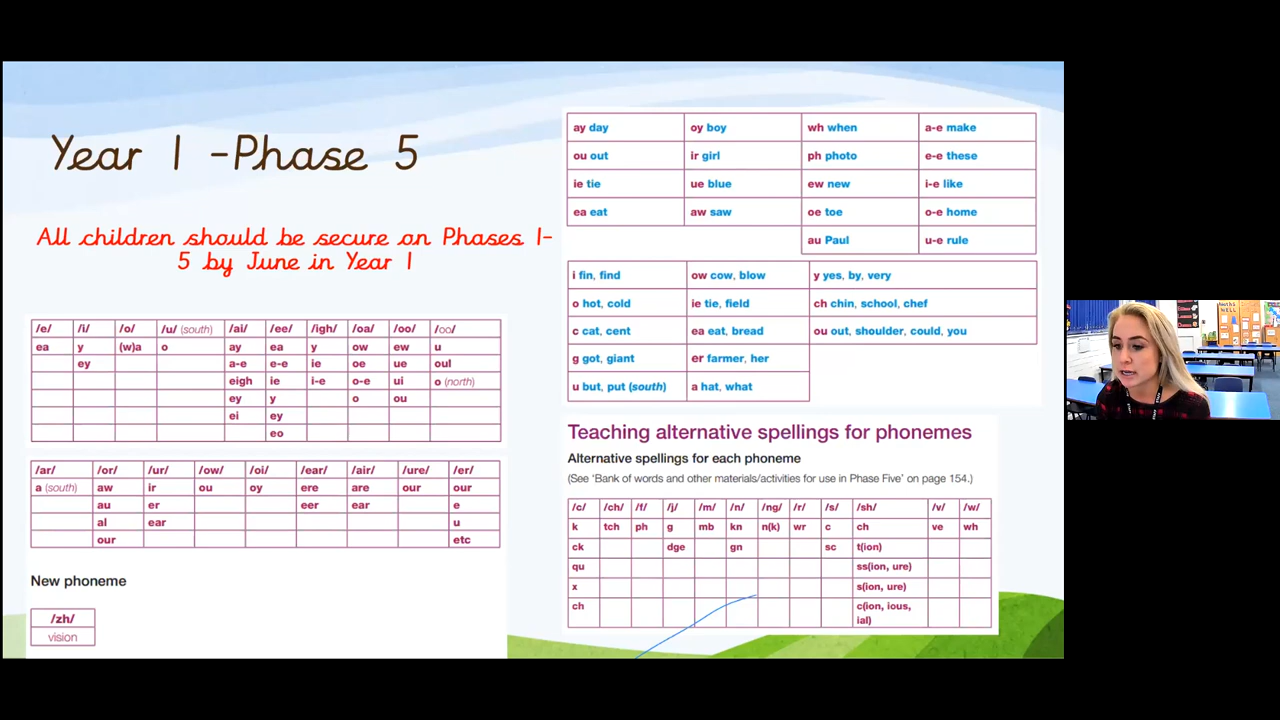 Year 1 -Phase 5
All children should be secure on Phases 1-
5 by June in Year 1
/e/ /i/ /o/ /u/ (south) /ai/ /ee/ /igh/ /oa/ /oo/ /oo/
ea y (w)a o ay ea y ow ew u
ey a-e e-e ie oe ue oul
eigh ie i-e o-e ui o (north)
ey y o ou
ei ey
eo
/ar/ /or/ /ur/ /ow/ /oi/ /ear/ /air/ /ure/ /er/
a (south) aw ir ou oy ere are our our
au er eer ear e
al ear u
our etc
New phoneme
/zh/
vision
ay day oy boy wh when a-e make
ou out ir girl ph photo e-e these
ie tie ue blue ew new i-e like
ea eat aw saw oe toe o-e home
au Paul u-e rule
i fin, find ow cow, blow y yes, by, very
o hot, cold ie tie, field ch chin, school, chef
c cat, cent ea eat, bread ou out, shoulder, could, you
g got, giant er farmer, her
u but, put (south) a hat, what
Teaching alternative spellings for phonemes
Alternative spellings for each phoneme
(See ‘Bank of words and other materials/activities for use in Phase Five’ on page 154.)
/c/ /ch/ /f/ /j/ /m/ /n/ /ng/ /r/ /s/ /sh/ /v/ /w/
k tch ph g mb kn n(k) wr c ch ve wh
ck dge gn sc t(ion)
qu ss(ion, ure)
x s(ion, ure)
ch c(ion, ious,
ial)